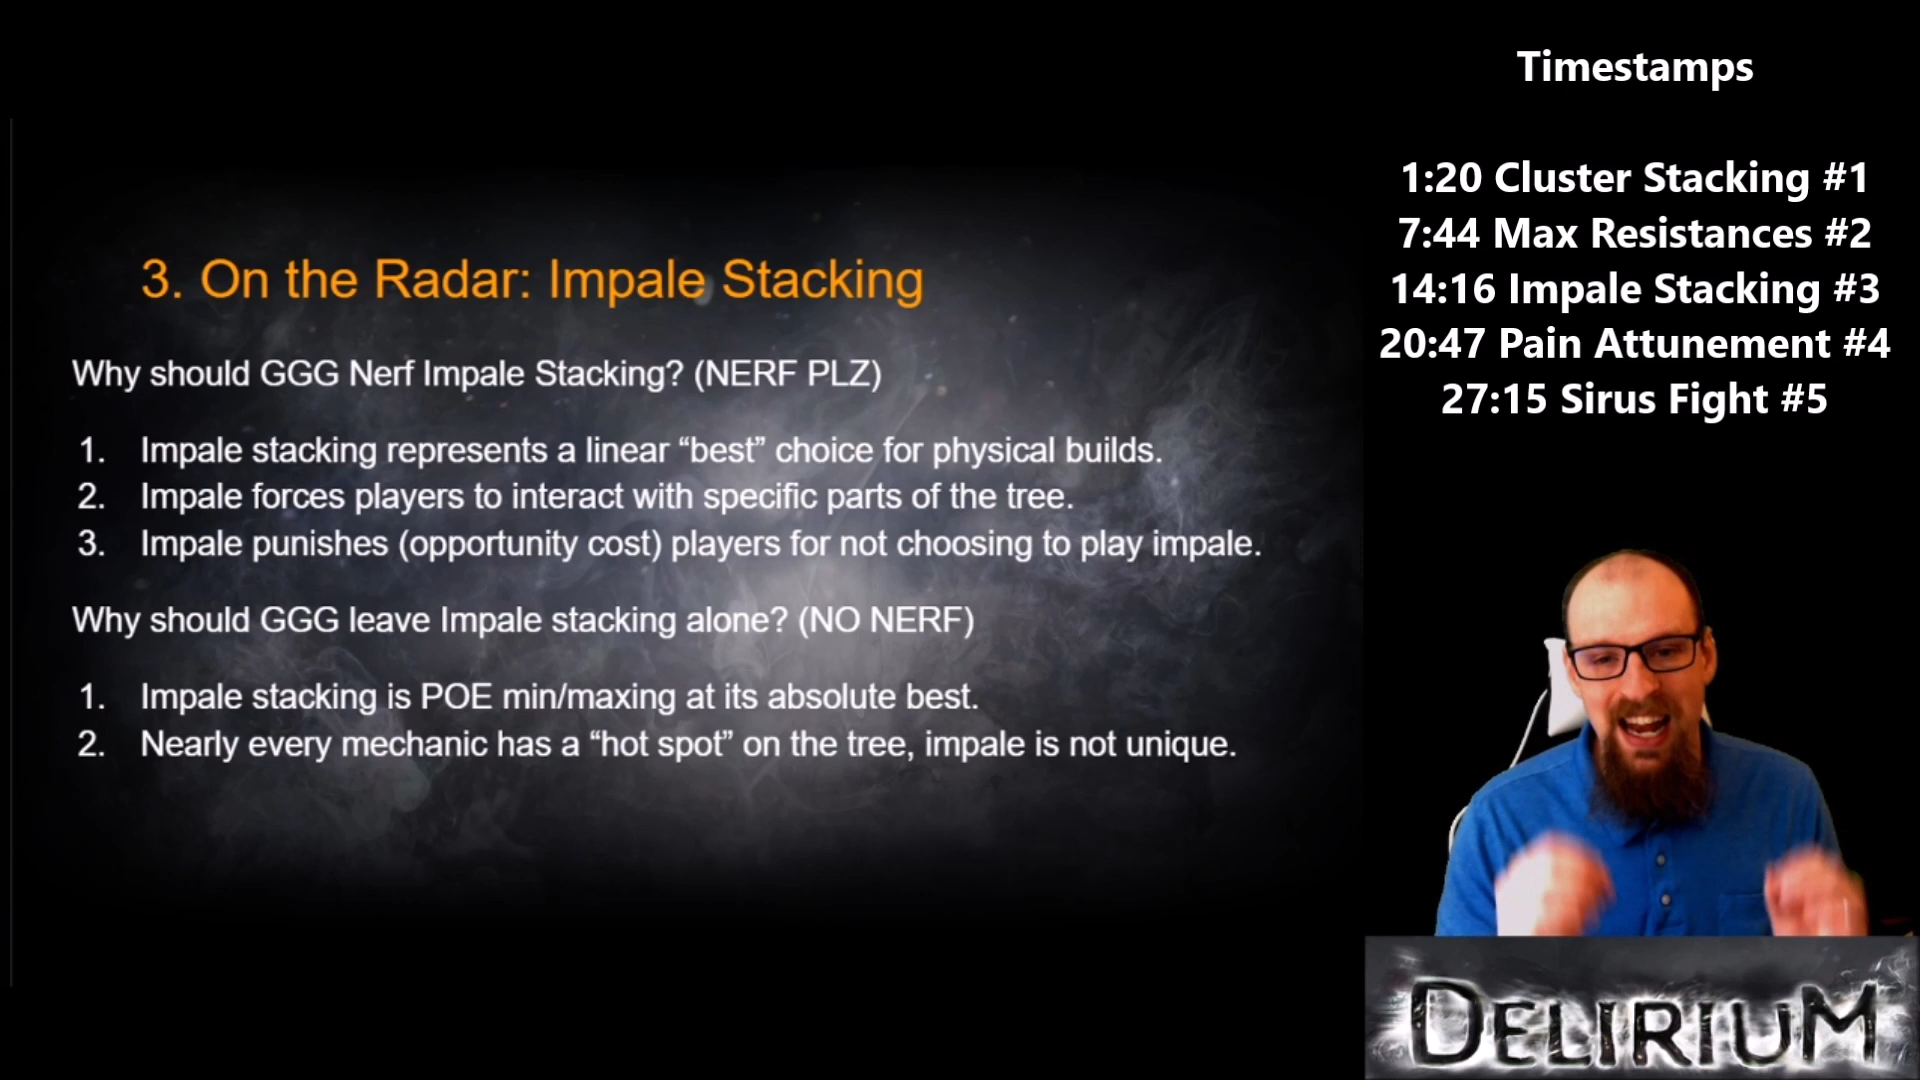 3. On the Radar: Impale Stacking
Why should GGG Nerf Impale Stacking? (NERF PLZ)
1. Impale stacking represents a linear “best” choice for physical builds.
2. Impale forces players to interact with specific parts of the tree.
3. Impale punishes (opportunity cost) players for not choosing to play impale.
Why should GGG leave Impale stacking alone? (NO NERF)
1. Impale stacking is POE min/maxing at its absolute best.
2. Nearly every mechanic has a “hot spot” on the tree, impale is not unique.
Timestamps
1:20 Cluster Stacking #1
7:44 Max Resistances #2
14:16 Impale Stacking #3
20:47 Pain Attunement #4
27:15 Sirus Fight #5
DELIRIUM